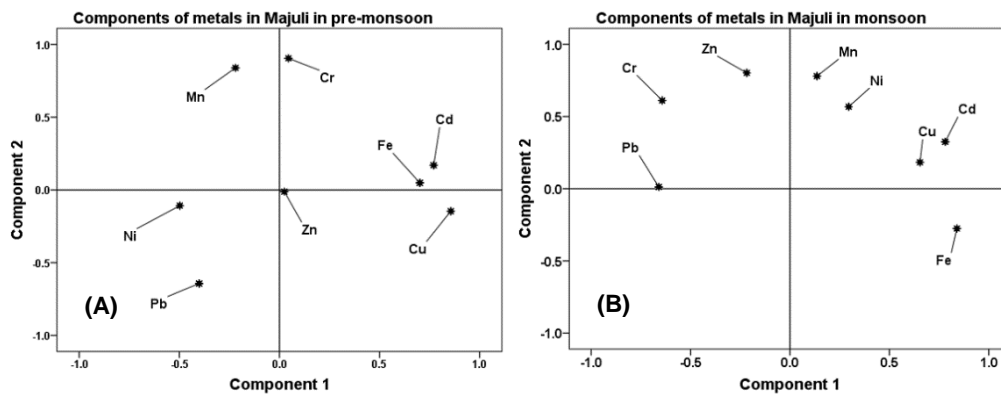 Components of metals in Majuli in pre-monsoon
1.0
0.5
0.0
-0.5
-1.0
Component 2
Mn
Cr
Cd
Fe
Zn
Cu
Ni
Pb
(A)
-1.0 -0.5 0.0 0.5 1.0
Component 1
Components of metals in Majuli in monsoon
1.0
0.5
0.0
-0.5
-1.0
Component 2
Zn
Mn
Cr
Ni
Cd
Cu
Pb
Fe
(B)
-1.0 -0.5 0.0 0.5 1.0
Component 1